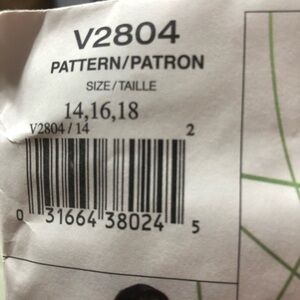 V2804
PATTERN/PATRON
SIZE/TAILLE
14,16,18
V2804 / 14 2
0 31664 38024 5